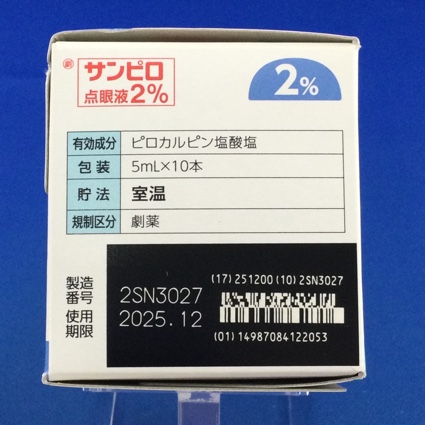 劇
サンピロ
点眼液2%
2%
有効成分 ピロカルピン塩酸塩
包装 5mL×10本
貯法 室温
規制区分 劇薬
製造番号 2SN3027
使用期限 2025.12
(17)251200(10)2SN3027
(01)14987084122053